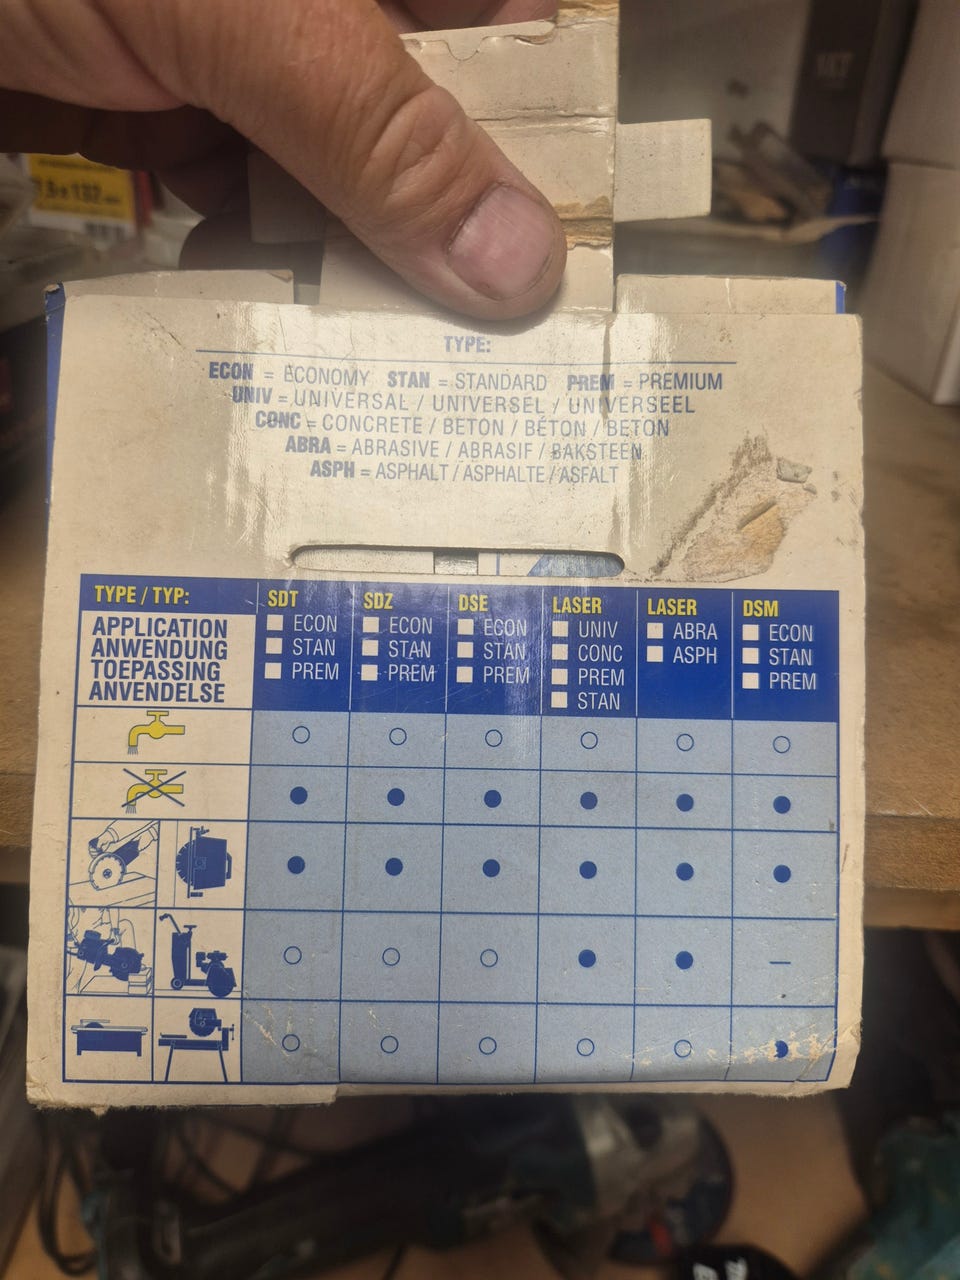 TYPE:
ECON = ECONOMY STAN = STANDARD PREM = PREMIUM
UNIV = UNIVERSAL / UNIVERSEL / UNIVERSEEL
CONC = CONCRETE / BETON / BÉTON / BETON
ABRA = ABRASIVE / ABRASIF / BAKSTEEN
ASPH = ASPHALT / ASPHALTE / ASFALT
TYPE / TYP:
APPLICATION
ANWENDUNG
TOEPASSING
ANVENDELSE
SDT
ECON
STAN
PREM
SDZ
ECON
STAN
PREM
DSE
ECON
STAN
PREM
LASER
UNIV
CONC
PREM
STAN
LASER
ABRA
ASPH
DSM
ECON
STAN
PREM